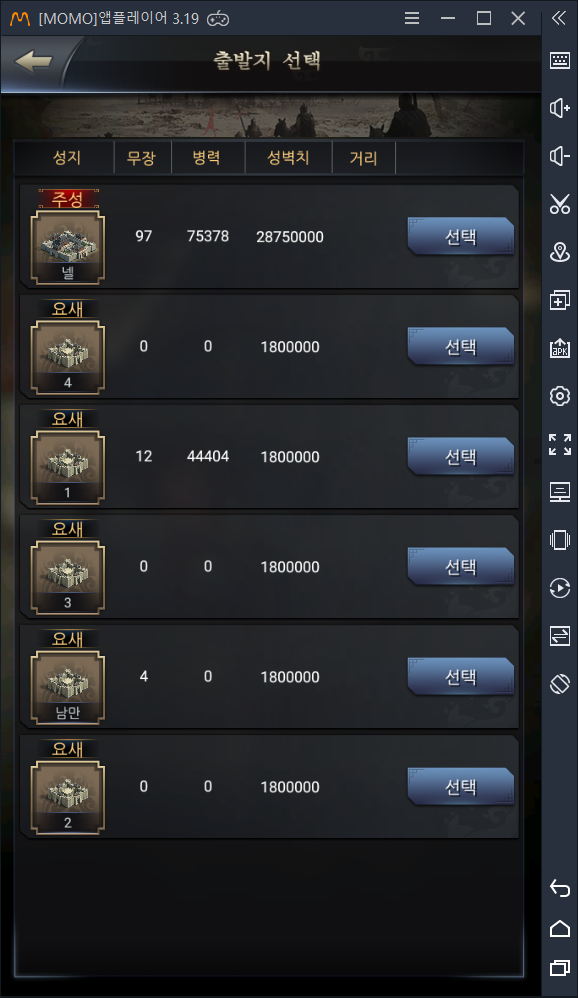 [MOMO]앱플레이어 3.19
출발지 선택
성지 무장 병력 성벽치 거리
주성
97 75378 28750000 선택
넬
요새
0 0 1800000 선택
4
요새
12 44404 1800000 선택
1
요새
0 0 1800000 선택
3
요새
4 0 1800000 선택
남만
요새
0 0 1800000 선택
2
APK